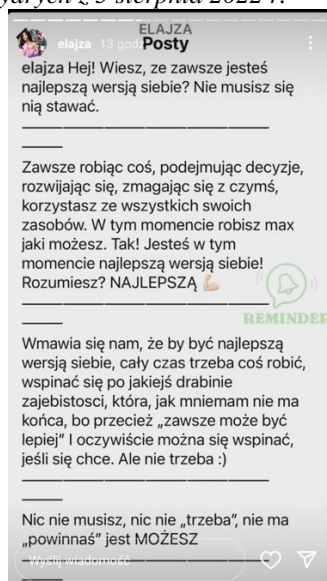 ELAJZA
elajza 13 godz
Posty
elajza Hej! Wiesz, ze zawsze jesteś
najlepszą wersją siebie? Nie musisz się
nią stawać.
Zawsze robiąc coś, podejmując decyzje,
rozwijając się, zmagając się z czymś,
korzystasz ze wszystkich swoich
zasobów. W tym momencie robisz max
jaki możesz. Tak! Jesteś w tym
momencie najlepszą wersją siebie!
Rozumiesz? NAJLEPSZĄ 💪🏼
REMINDER
Wmawia się nam, że by być najlepszą
wersją siebie, cały czas trzeba coś robić,
wspinać się po jakiejś drabinie
zajebistosci, która, jak mniemam nie ma
końca, bo przecież „zawsze może być
lepiej” I oczywiście można się wspinać,
jeśli się chce. Ale nie trzeba :)
Nic nie musisz, nic nie „trzeba”, nie ma
„powinnaś” jest MOŻESZ
Wyślij wiadomość